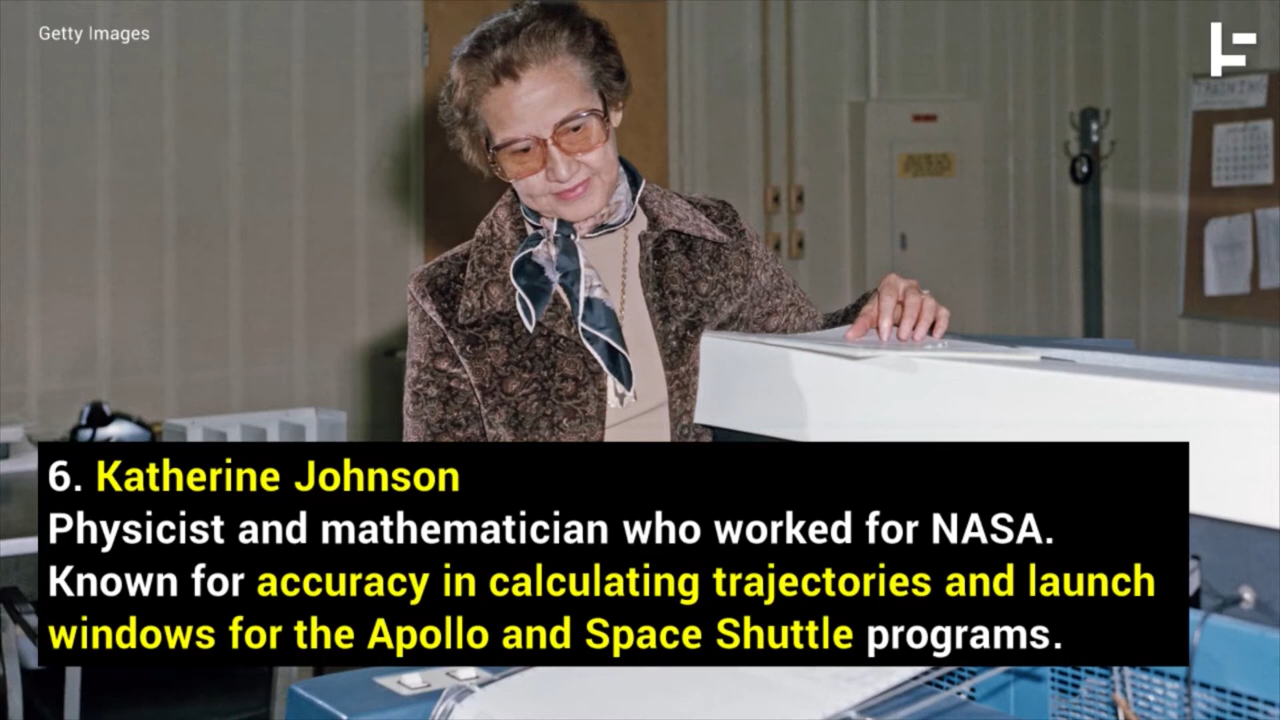 Getty Images
TRAINING
6. Katherine Johnson
Physicist and mathematician who worked for NASA.
Known for accuracy in calculating trajectories and launch
windows for the Apollo and Space Shuttle programs.